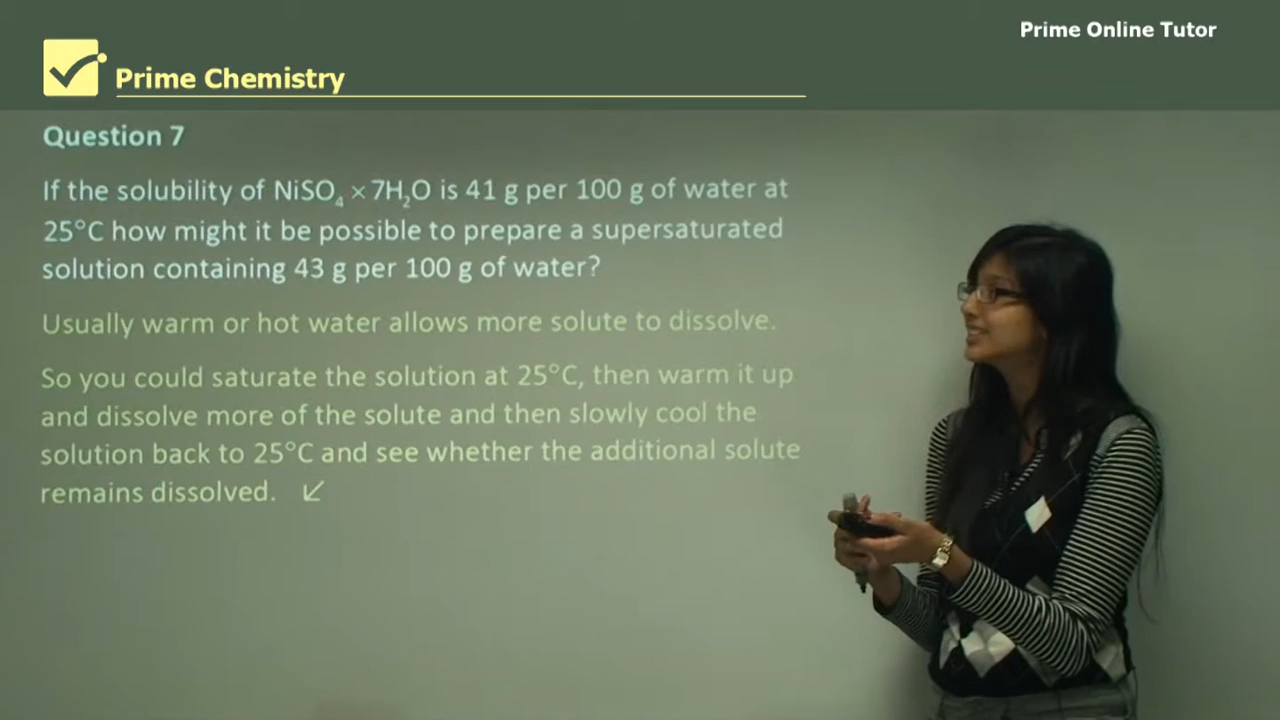 Prime Online Tutor
Prime Chemistry
Question 7
If the solubility of NiSO₄ × 7H₂O is 41 g per 100 g of water at
25°C how might it be possible to prepare a supersaturated
solution containing 43 g per 100 g of water?
Usually warm or hot water allows more solute to dissolve.
So you could saturate the solution at 25°C, then warm it up
and dissolve more of the solute and then slowly cool the
solution back to 25°C and see whether the additional solute
remains dissolved. ↙